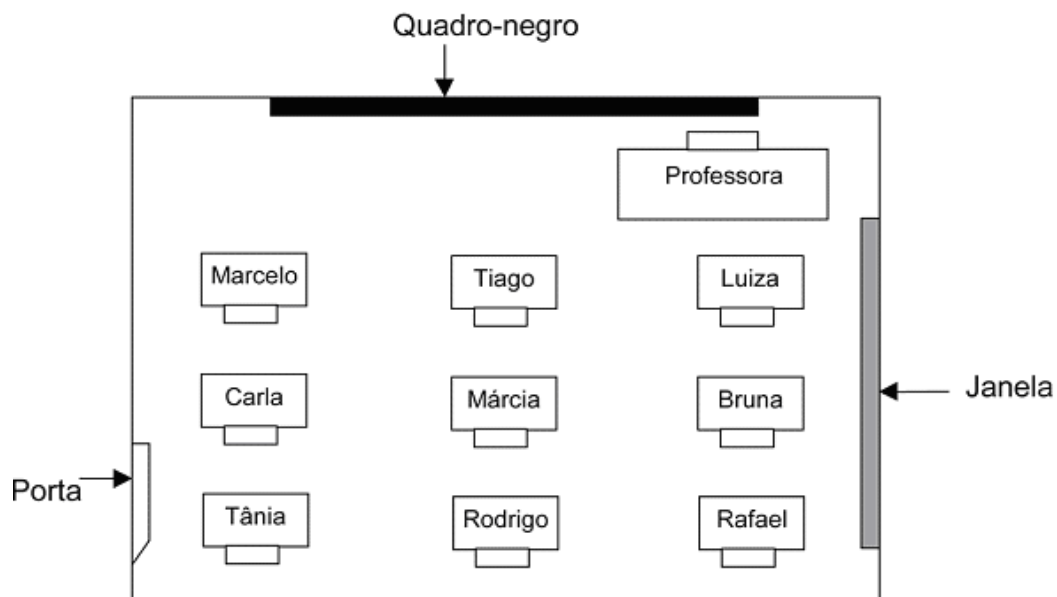 Quadro-negro
Professora
Marcelo
Tiago
Luiza
Carla
Márcia
Bruna
Janela
Porta
Tânia
Rodrigo
Rafael